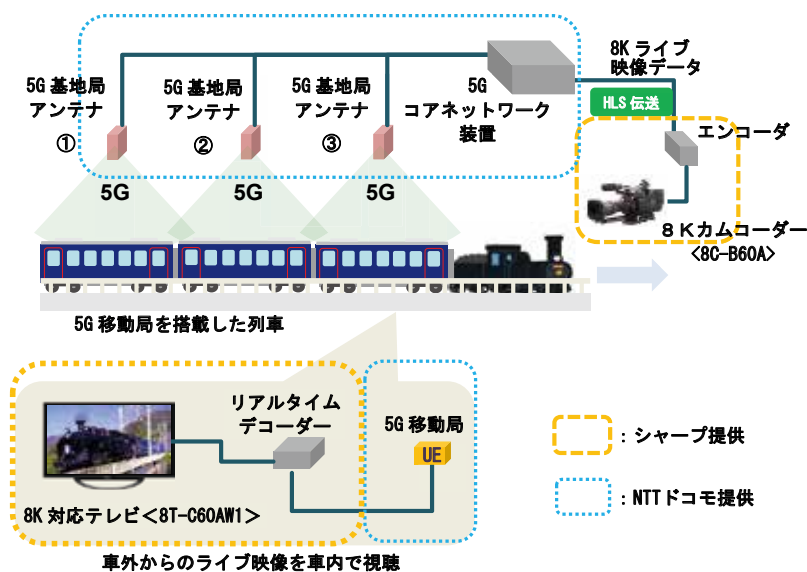 5G 基地局
アンテナ
①
5G 基地局
アンテナ
②
5G 基地局
アンテナ
③
5G
コアネットワーク
装置
8K ライブ
映像データ
HLS 伝送
エンコーダ
8Kカムコーダー
<8C-B60A>
5G
5G
5G
5G 移動局を搭載した列車
リアルタイム
デコーダー
5G 移動局
UE
8K 対応テレビ<8T-C60AW1>
車外からのライブ映像を車内で視聴
：シャープ提供
：NTTドコモ提供